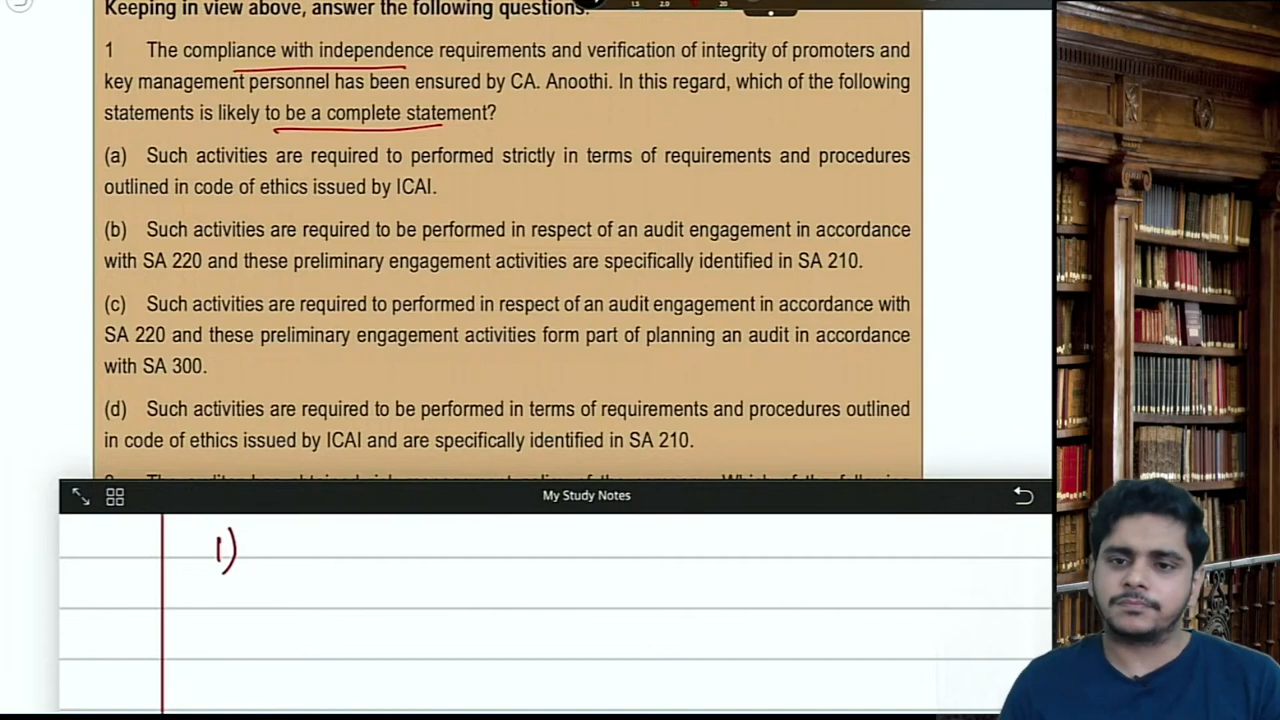 Keeping in view above, answer the following questions.
1 The compliance with independence requirements and verification of integrity of promoters and
key management personnel has been ensured by CA. Anoothi. In this regard, which of the following
statements is likely to be a complete statement?
(a) Such activities are required to performed strictly in terms of requirements and procedures
outlined in code of ethics issued by ICAI.
(b) Such activities are required to be performed in respect of an audit engagement in accordance
with SA 220 and these preliminary engagement activities are specifically identified in SA 210.
(c) Such activities are required to performed in respect of an audit engagement in accordance with
SA 220 and these preliminary engagement activities form part of planning an audit in accordance
with SA 300.
(d) Such activities are required to be performed in terms of requirements and procedures outlined
in code of ethics issued by ICAI and are specifically identified in SA 210.
My Study Notes
1)